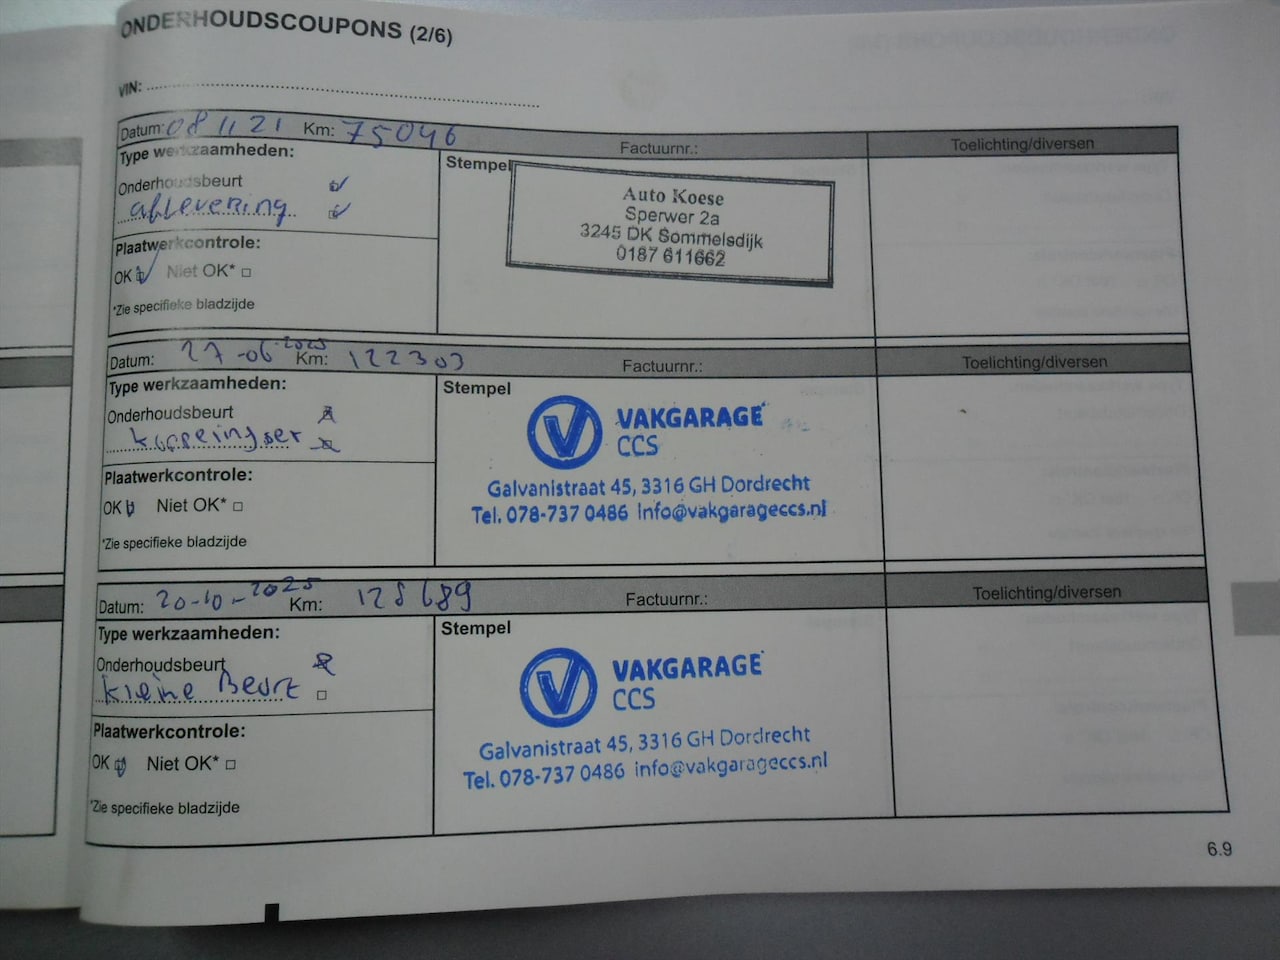 ONDERHOUDSCOUPONS (2/6)
VIN:
Datum: 08 11 21 Km: 75046 Factuurnr.: Toelichting/diversen
Type werkzaamheden:
Stempel
Onderhoudsbeurt
aflevering
Auto Koese
Sperwer 2a
3245 DK Sommelsdijk
0187 611662
Plaatwerkcontrole:
OK Niet OK*
*Zie specifieke bladzijde
Datum: 27-06-2025 Km: 122303 Factuurnr.: Toelichting/diversen
Type werkzaamheden:
Stempel
Onderhoudsbeurt
VAKGARAGE
CCS
Galvanistraat 45, 3316 GH Dordrecht
Tel. 078-737 0486 info@vakgarageccs.nl
Plaatwerkcontrole:
OK Niet OK*
*Zie specifieke bladzijde
Datum: 20-10-2025 Km: 128689 Factuurnr.: Toelichting/diversen
Type werkzaamheden:
Stempel
Onderhoudsbeurt
kleine Beurt
VAKGARAGE
CCS
Galvanistraat 45, 3316 GH Dordrecht
Tel. 078-737 0486 info@vakgarageccs.nl
Plaatwerkcontrole:
OK Niet OK*
*Zie specifieke bladzijde
6.9